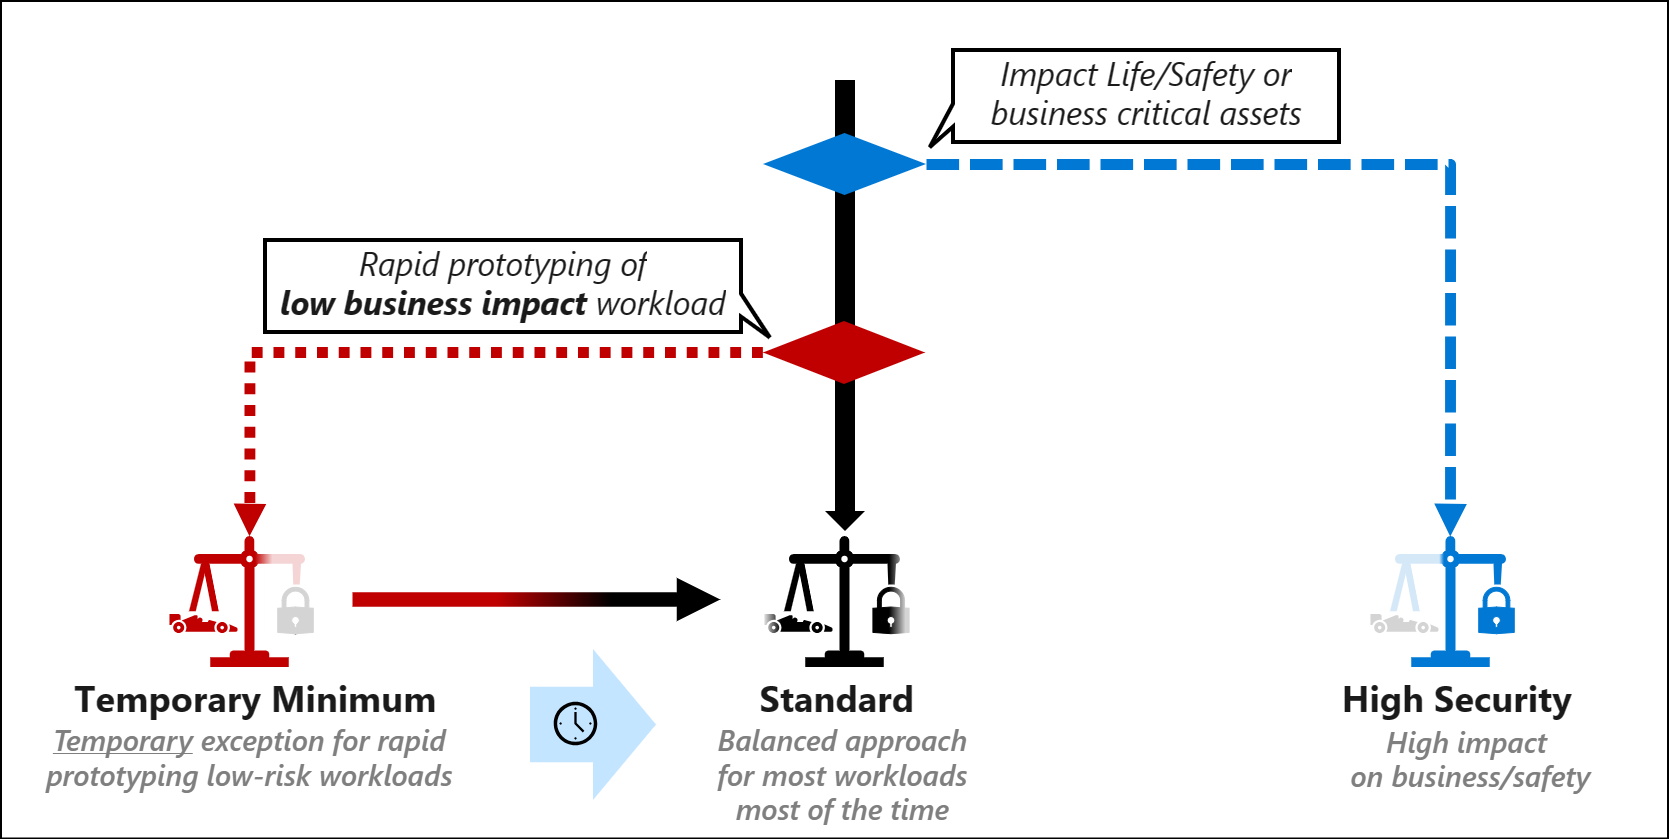 Impact Life/Safety or
business critical assets
Rapid prototyping of
low business impact workload
Temporary Minimum
Temporary exception for rapid
prototyping low-risk workloads
Standard
Balanced approach
for most workloads
most of the time
High Security
High impact
on business/safety